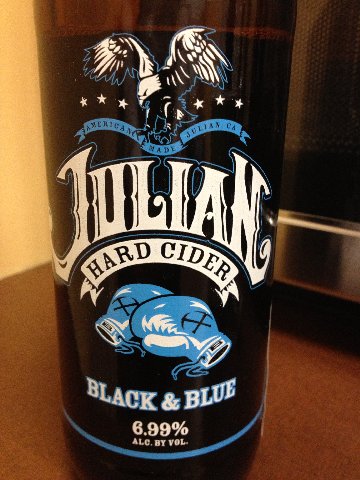 AMERICAN MADE JULIAN, CA
JULIAN
HARD CIDER
BLACK & BLUE
6.99%
ALC. BY VOL.